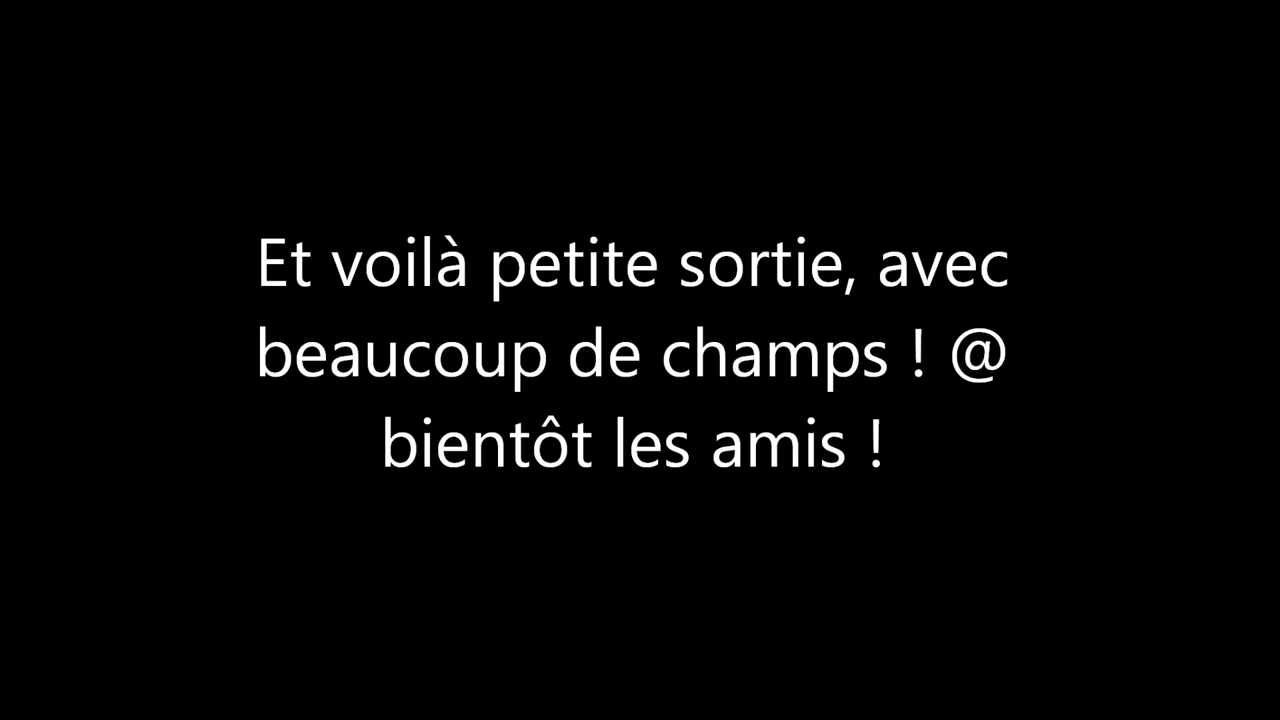 Et voilà petite sortie, avec
beaucoup de champs ! @
bientôt les amis !